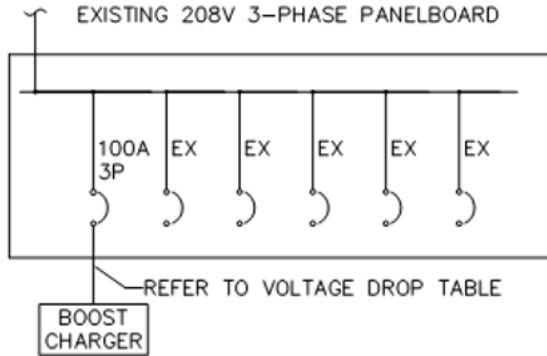 EXISTING 208V 3-PHASE PANELBOARD
100A
3P
EX
EX
EX
EX
EX
REFER TO VOLTAGE DROP TABLE
BOOST
CHARGER